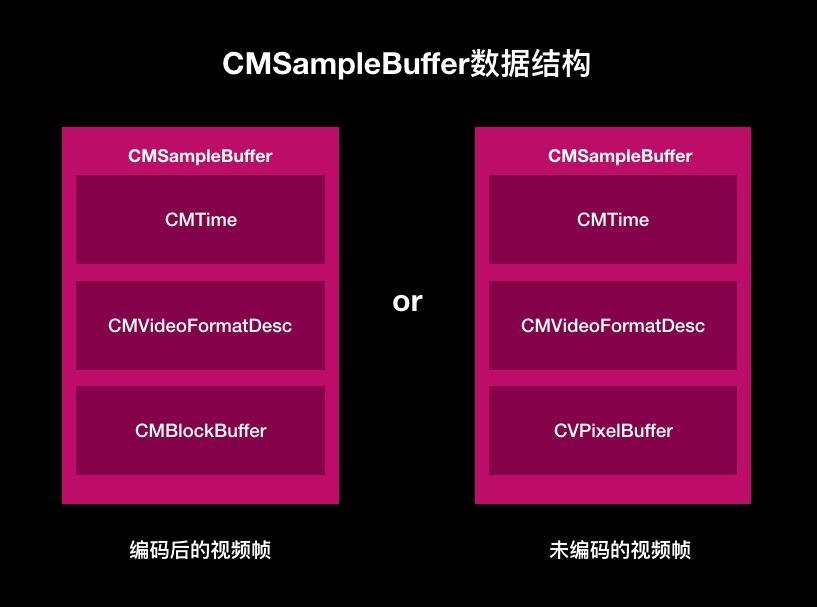 CMSampleBuffer数据结构
CMSampleBuffer
CMTime
CMVideoFormatDesc
CMBlockBuffer
编码后的视频帧
or
CMSampleBuffer
CMTime
CMVideoFormatDesc
CVPixelBuffer
未编码的视频帧